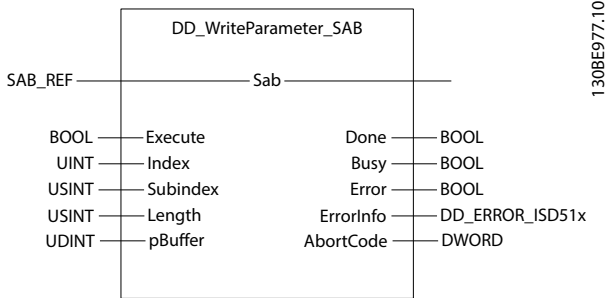 DD_WriteParameter_SAB
SAB_REF Sab
BOOL Execute Done BOOL
UINT Index Busy BOOL
USINT Subindex Error BOOL
USINT Length ErrorInfo DD_ERROR_ISD51x
UDINT pBuffer AbortCode DWORD
130BE977.10